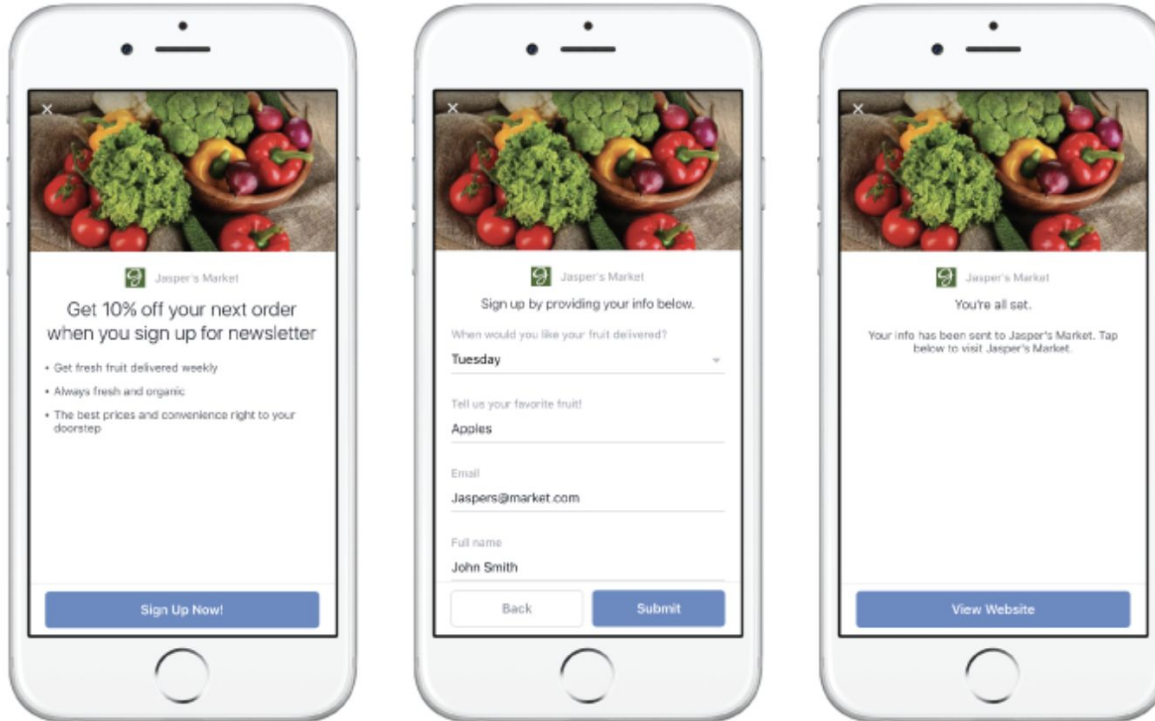 Jasper's Market
Get 10% off your next order
when you sign up for newsletter
• Get fresh fruit delivered weekly
• Always fresh and organic
• The best prices and convenience right to your
doorstep
Sign Up Now!
Jasper's Market
Sign up by providing your info below.
When would you like your fruit delivered?
Tuesday
Tell us your favorite fruit!
Apples
Email
Jaspers@market.com
Full name
John Smith
Back
Submit
Jasper's Market
You're all set.
Your info has been sent to Jasper's Market. Tap
below to visit Jasper's Market.
View Website